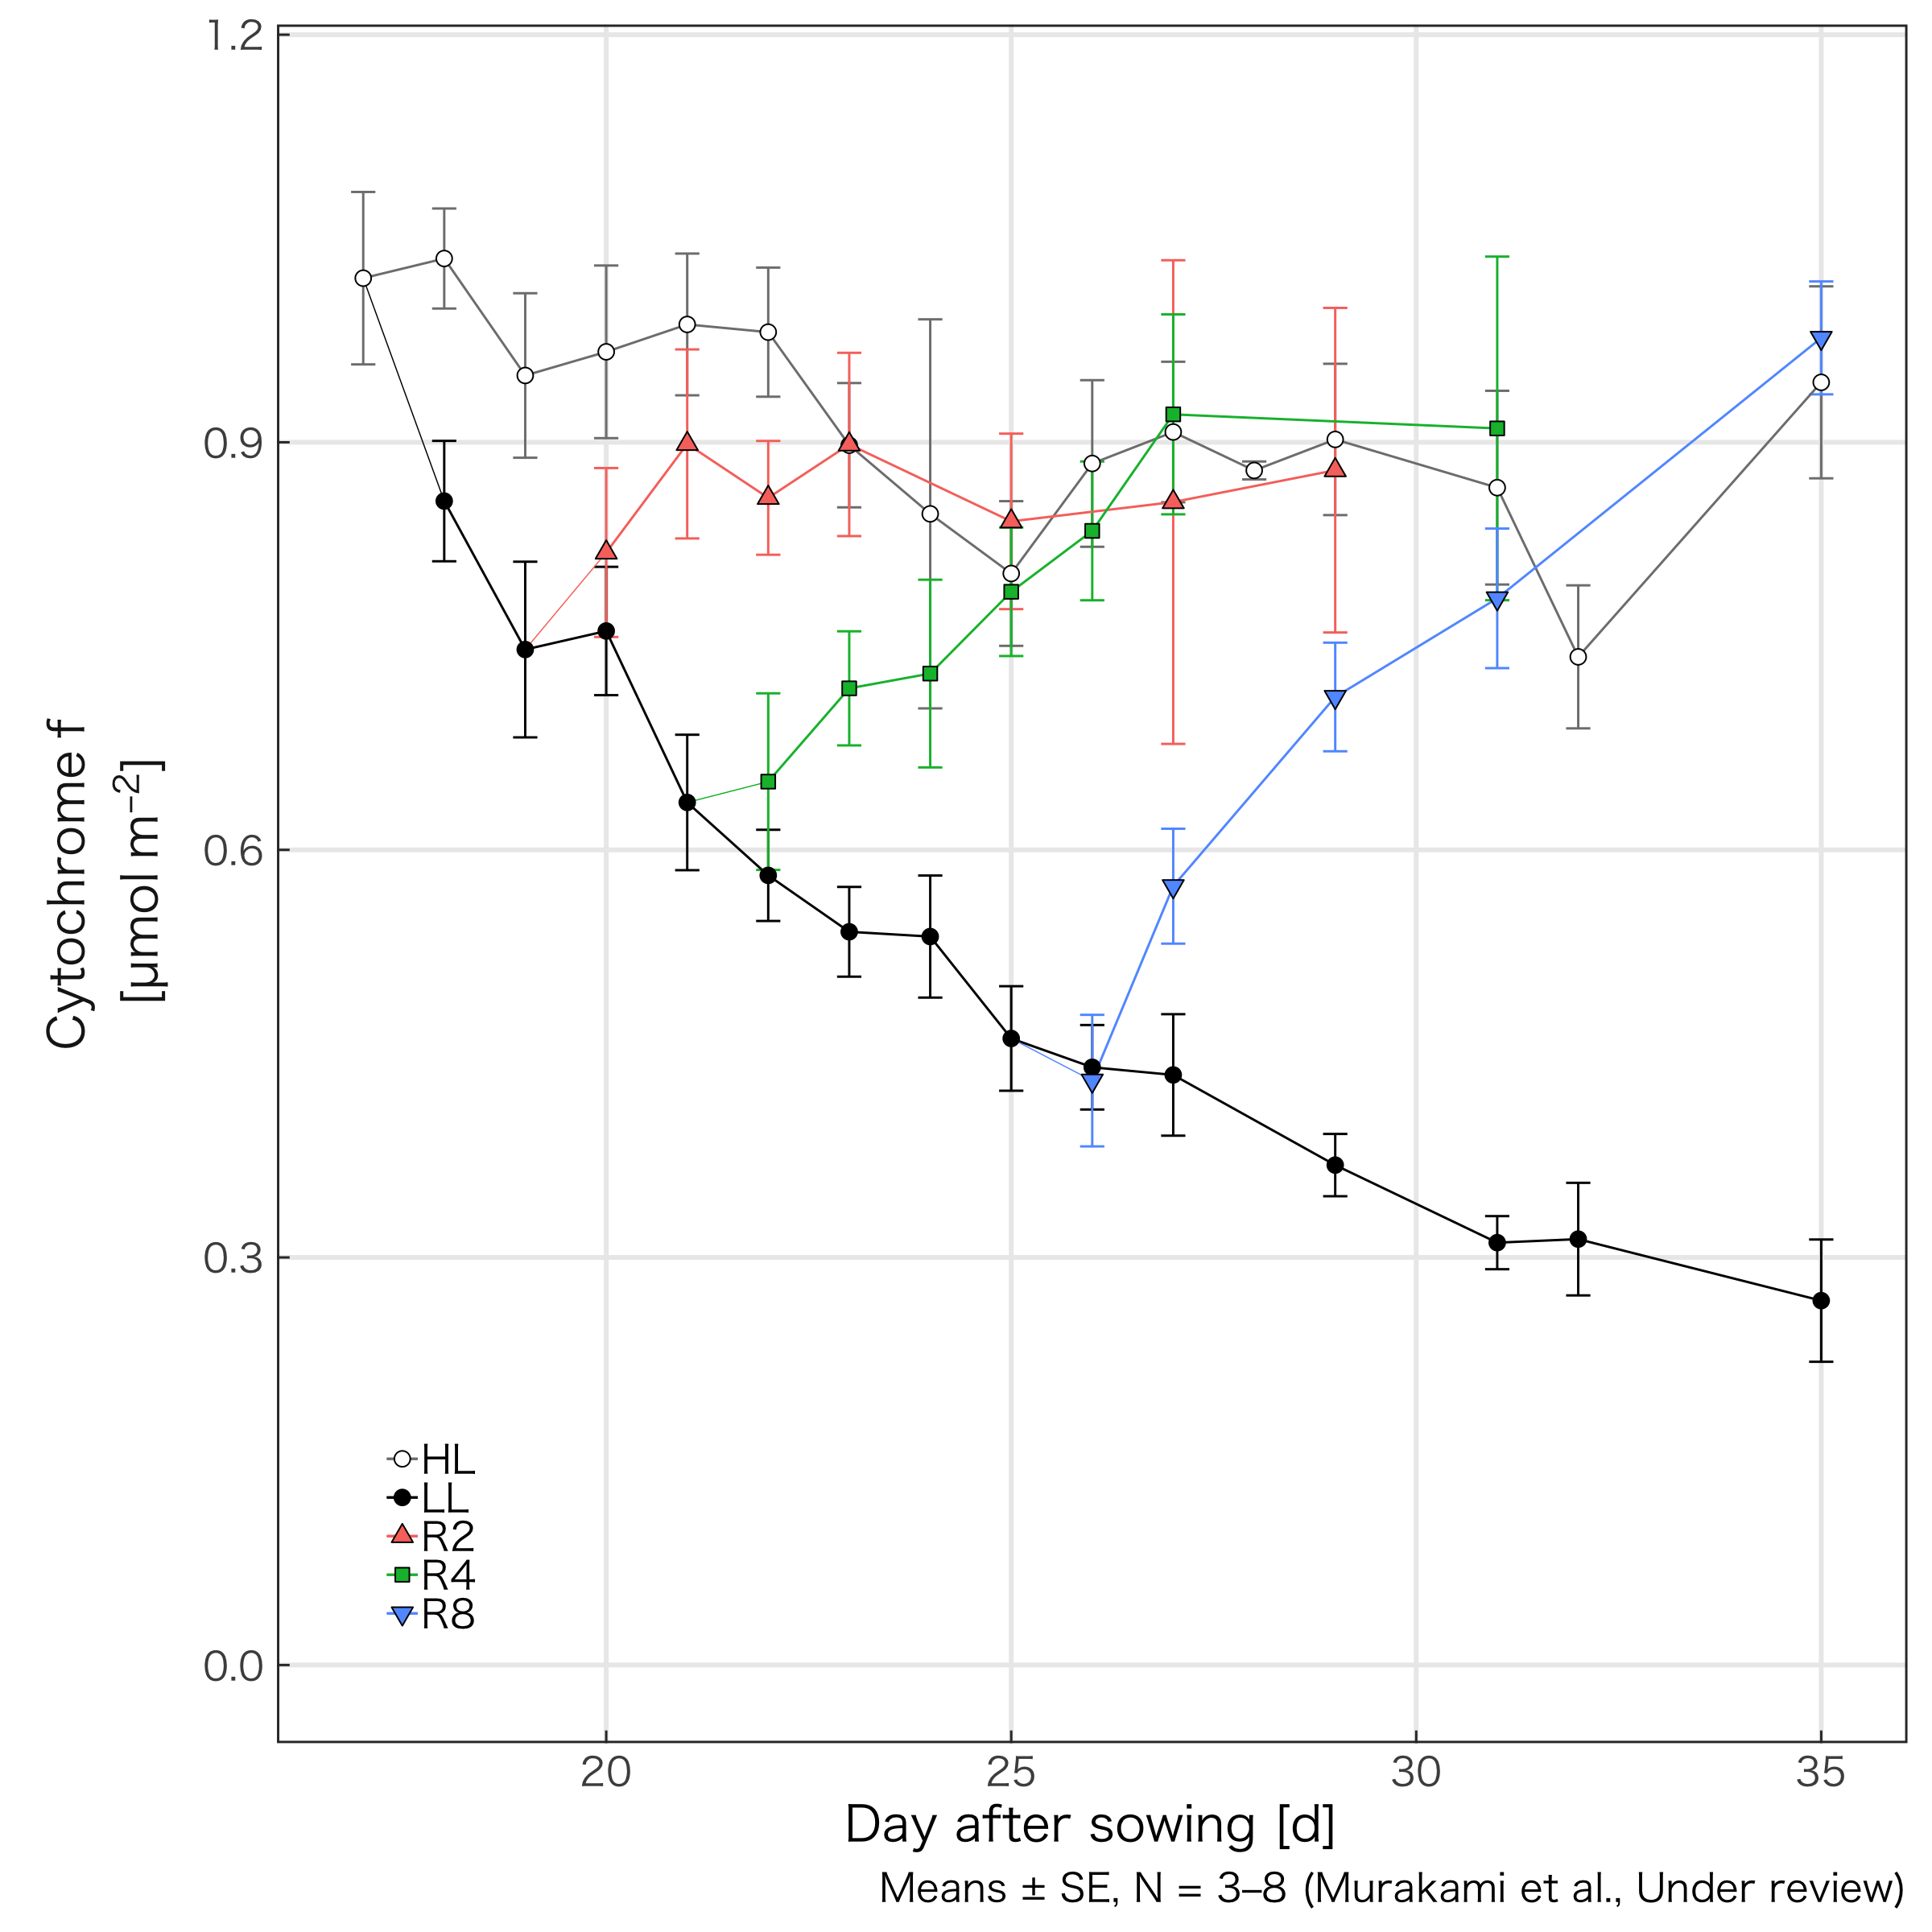 1.2
0.9
0.6
0.3
0.0
Cytochrome f
[µmol m⁻²]
HL
LL
R2
R4
R8
20 25 30 35
Day after sowing [d]
Means ± SE, N = 3–8 (Murakami et al., Under review)